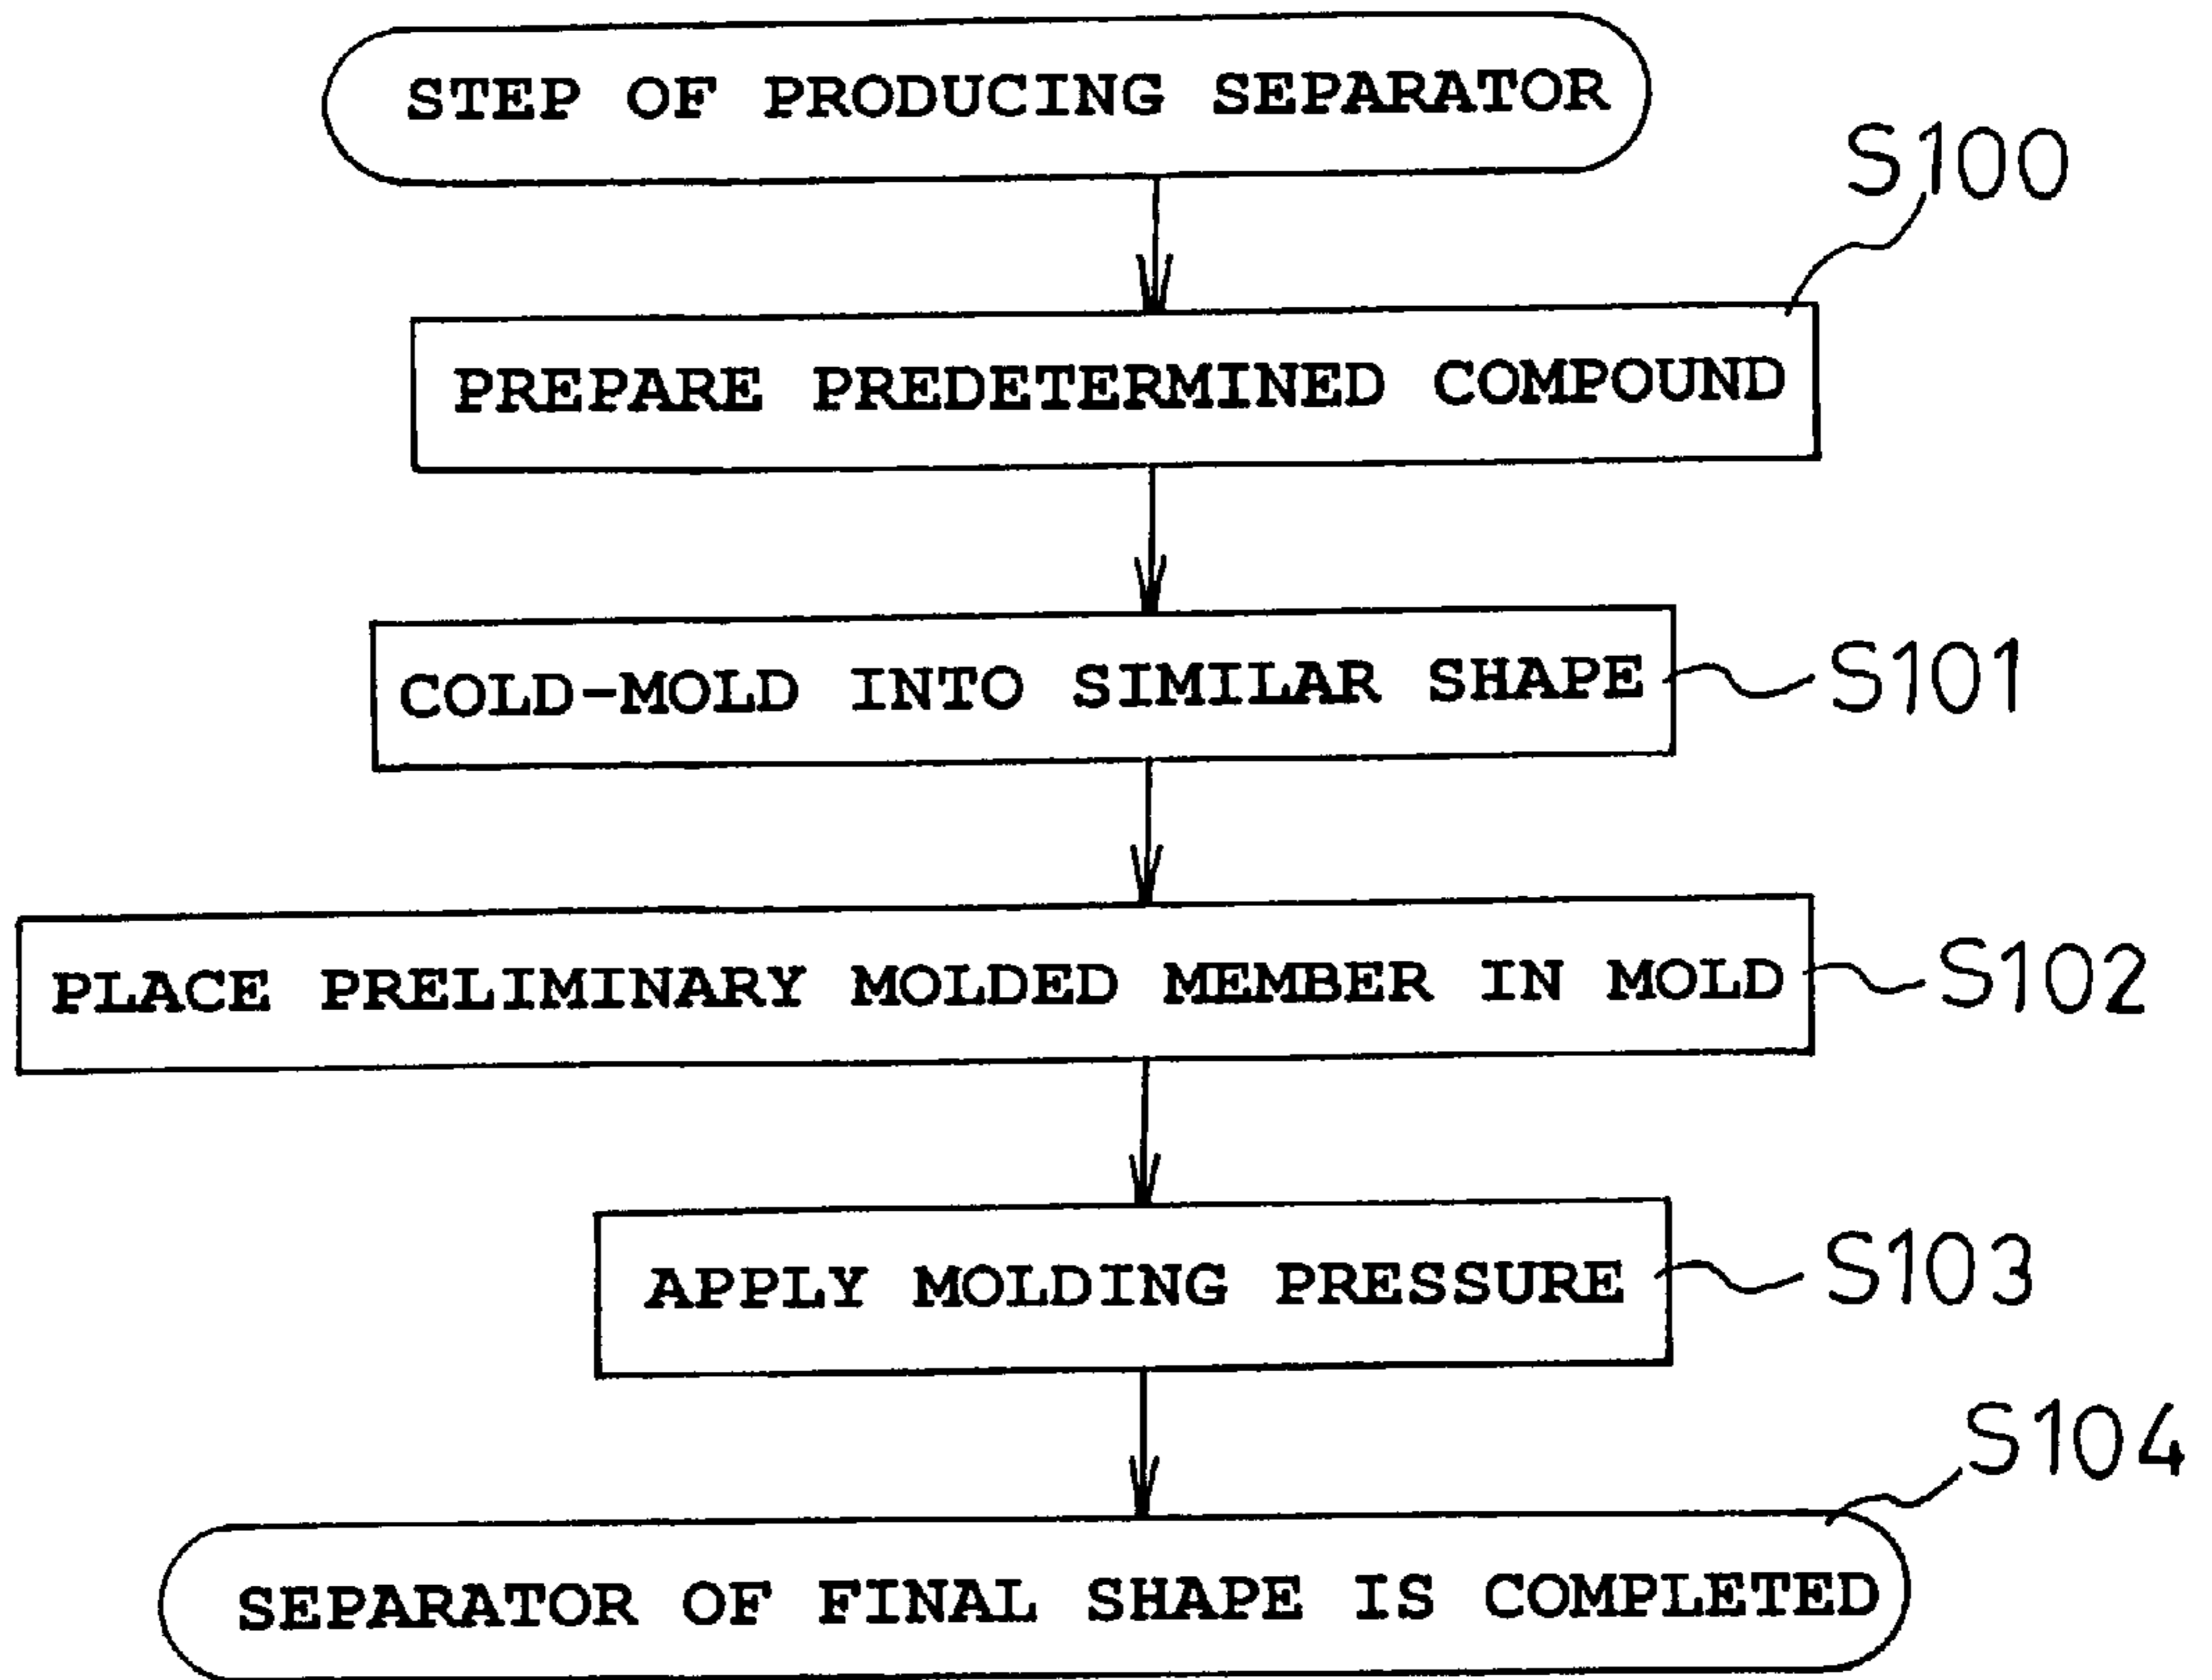 STEP OF PRODUCING SEPARATOR
S100
PREPARE PREDETERMINED COMPOUND
COLD-MOLD INTO SIMILAR SHAPE
S101
PLACE PRELIMINARY MOLDED MEMBER IN MOLD
S102
APPLY MOLDING PRESSURE
S103
S104
SEPARATOR OF FINAL SHAPE IS COMPLETED